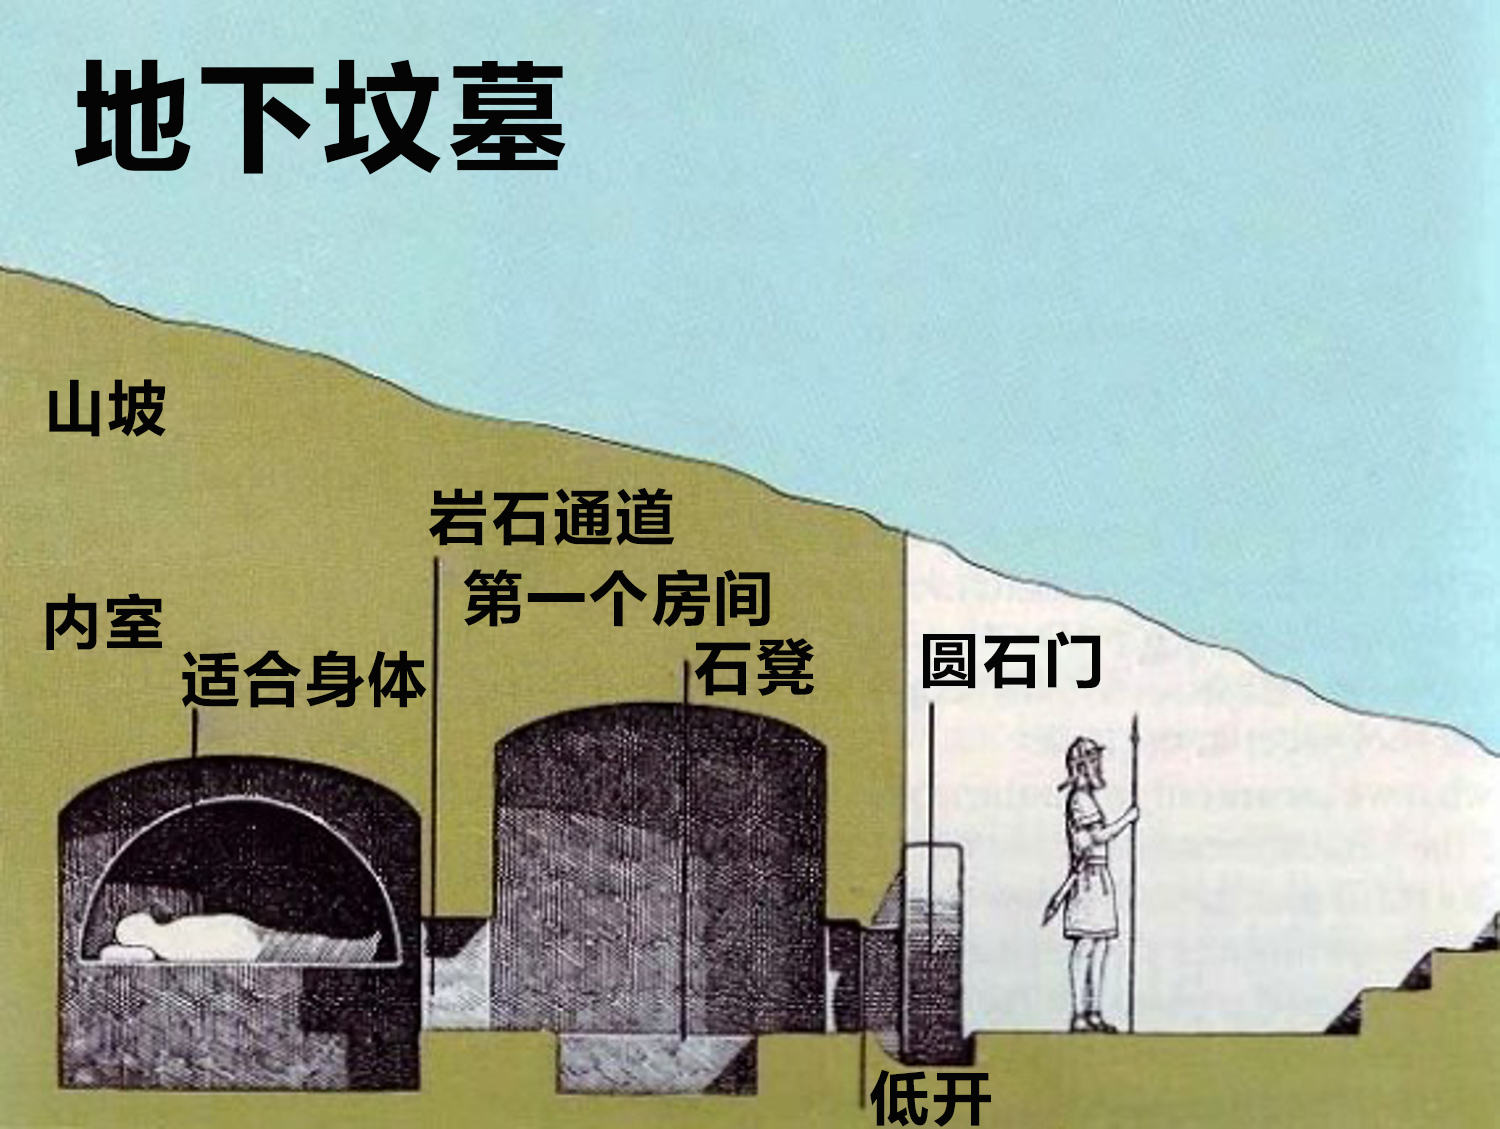 地下坟墓
山坡
岩石通道
第一个房间
内室
适合身体
石凳
圆石门
低开